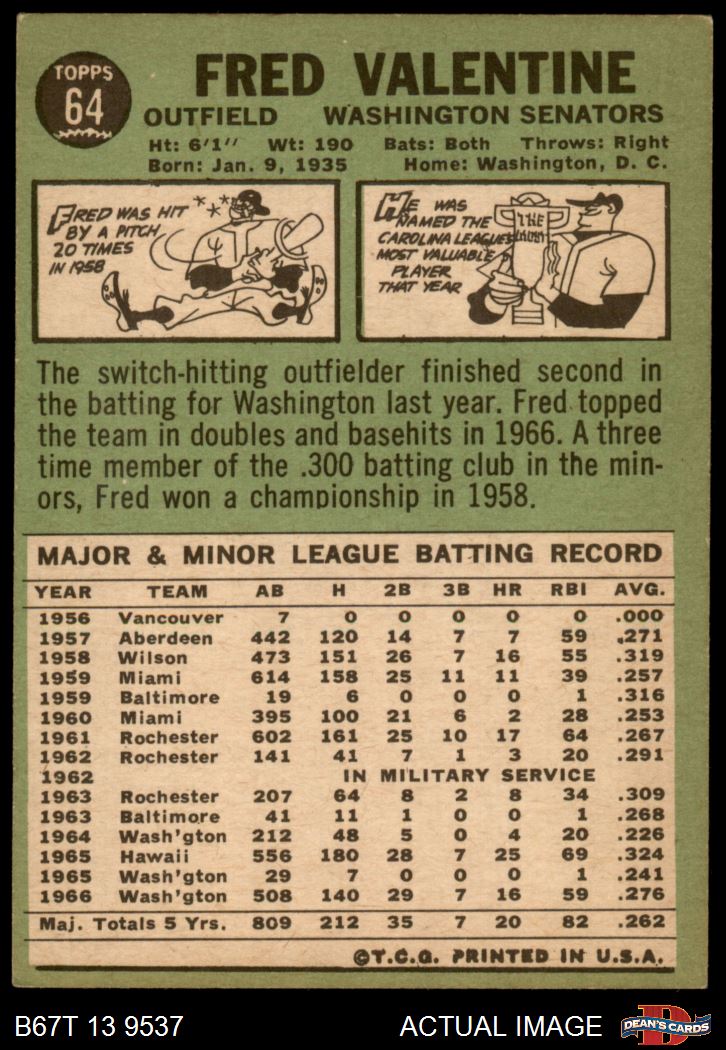 TOPPS
64
FRED VALENTINE
OUTFIELD WASHINGTON SENATORS
Ht: 6'1" Wt: 190 Bats: Both Throws: Right
Born: Jan. 9, 1935 Home: Washington, D. C.
FRED WAS HIT
BY A PITCH
20 TIMES
IN 1958
HE WAS
NAMED THE
CAROLINA LEAGUE'S
MOST VALUABLE
PLAYER
THAT YEAR
THE
MOST
The switch-hitting outfielder finished second in
the batting for Washington last year. Fred topped
the team in doubles and basehits in 1966. A three
time member of the .300 batting club in the min-
ors, Fred won a championship in 1958.
MAJOR & MINOR LEAGUE BATTING RECORD
YEAR TEAM AB H 2B 3B HR RBI AVG.
1956 Vancouver 7 0 0 0 0 0 .000
1957 Aberdeen 442 120 14 7 7 59 .271
1958 Wilson 473 151 26 7 16 55 .319
1959 Miami 614 158 25 11 11 39 .257
1959 Baltimore 19 6 0 0 0 1 .316
1960 Miami 395 100 21 6 2 28 .253
1961 Rochester 602 161 25 10 17 64 .267
1962 Rochester 141 41 7 1 3 20 .291
1962 IN MILITARY SERVICE
1963 Rochester 207 64 8 2 8 34 .309
1963 Baltimore 41 11 1 0 0 1 .268
1964 Wash'gton 212 48 5 0 4 20 .226
1965 Hawaii 556 180 28 7 25 69 .324
1965 Wash'gton 29 7 0 0 0 1 .241
1966 Wash'gton 508 140 29 7 16 59 .276
Maj. Totals 5 Yrs. 809 212 35 7 20 82 .262
©T.C.G. PRINTED IN U.S.A.
B67T 13 9537 ACTUAL IMAGE
D
DEAN'S CARDS